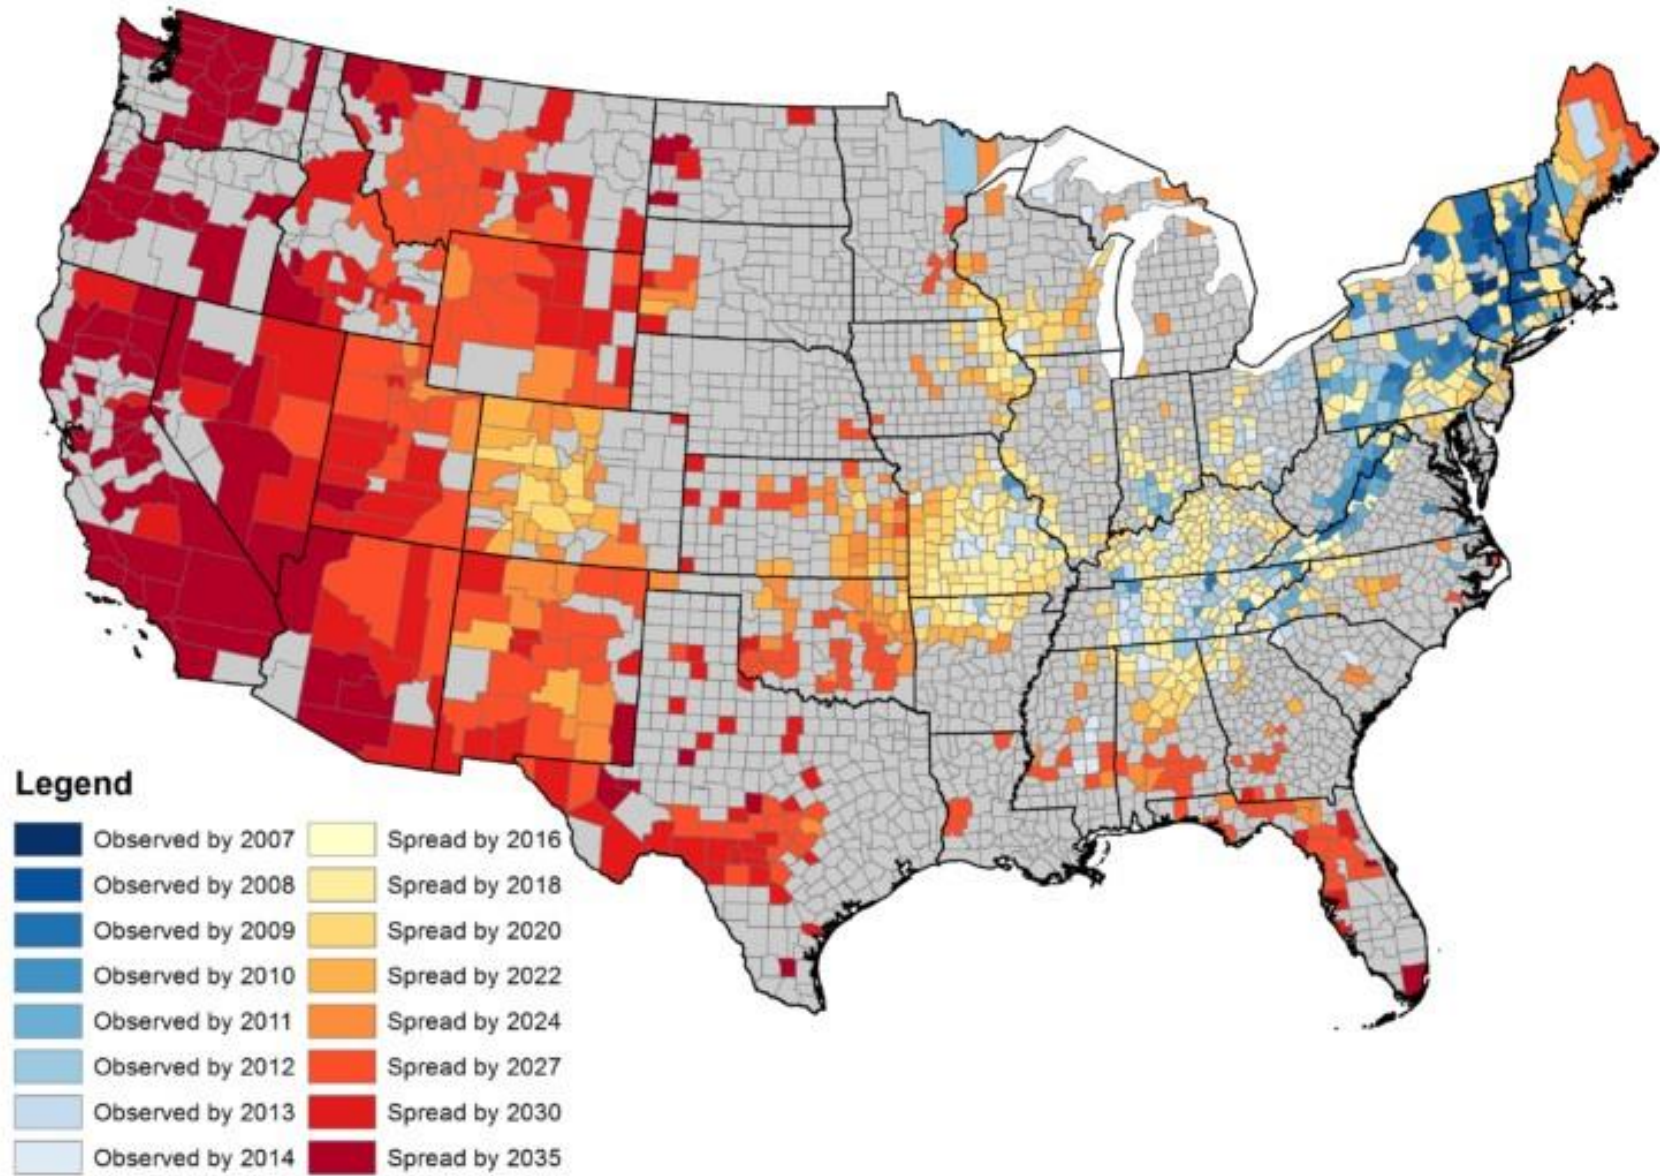 Legend
Observed by 2007
Observed by 2008
Observed by 2009
Observed by 2010
Observed by 2011
Observed by 2012
Observed by 2013
Observed by 2014
Spread by 2016
Spread by 2018
Spread by 2020
Spread by 2022
Spread by 2024
Spread by 2027
Spread by 2030
Spread by 2035